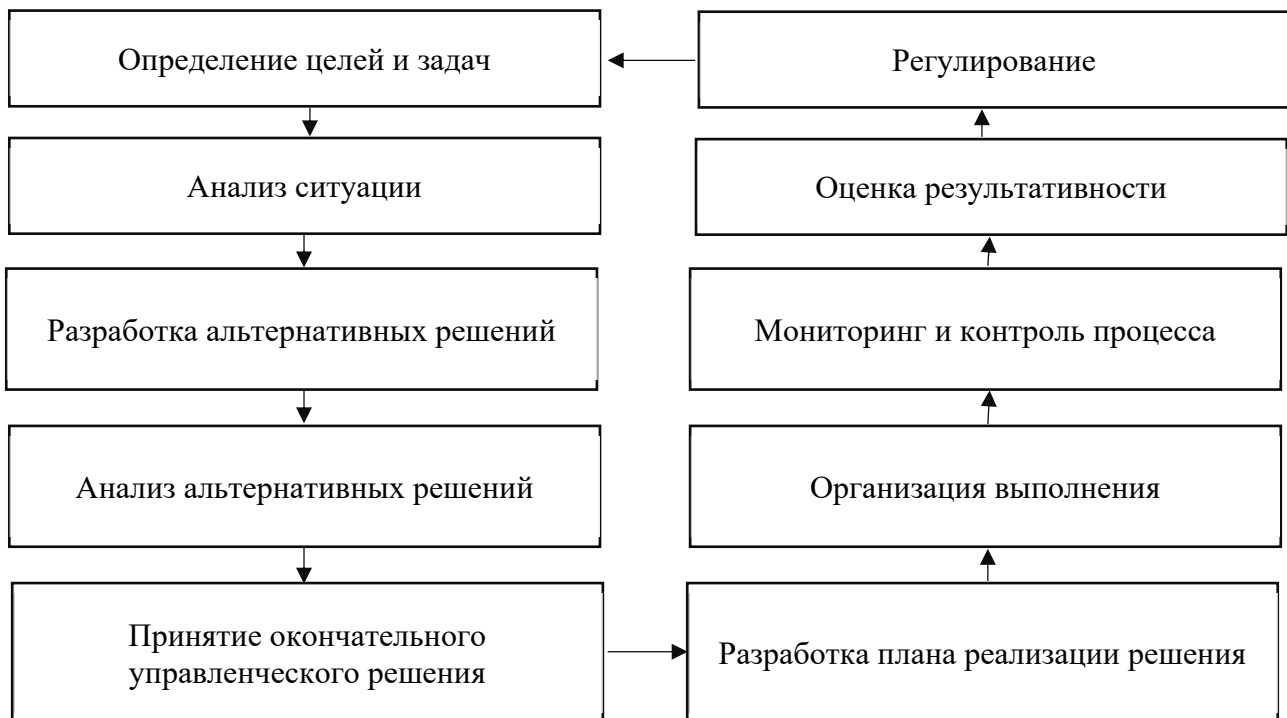 Определение целей и задач
Регулирование
Анализ ситуации
Оценка результативности
Разработка альтернативных решений
Мониторинг и контроль процесса
Анализ альтернативных решений
Организация выполнения
Принятие окончательного
управленческого решения
Разработка плана реализации решения